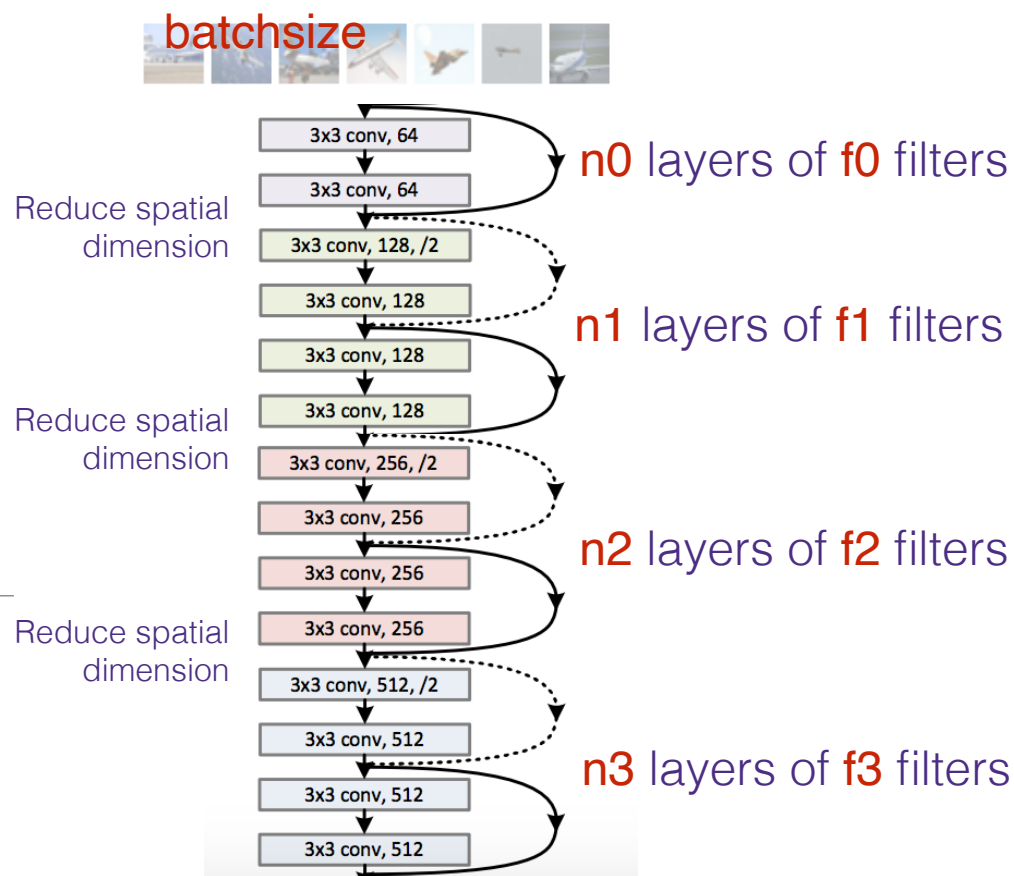 batchsize
3x3 conv, 64
n0 layers of f0 filters
3x3 conv, 64
Reduce spatial
dimension
3x3 conv, 128, /2
3x3 conv, 128
n1 layers of f1 filters
3x3 conv, 128
3x3 conv, 128
Reduce spatial
dimension
3x3 conv, 256, /2
3x3 conv, 256
n2 layers of f2 filters
3x3 conv, 256
3x3 conv, 256
Reduce spatial
dimension
3x3 conv, 512, /2
3x3 conv, 512
n3 layers of f3 filters
3x3 conv, 512
3x3 conv, 512